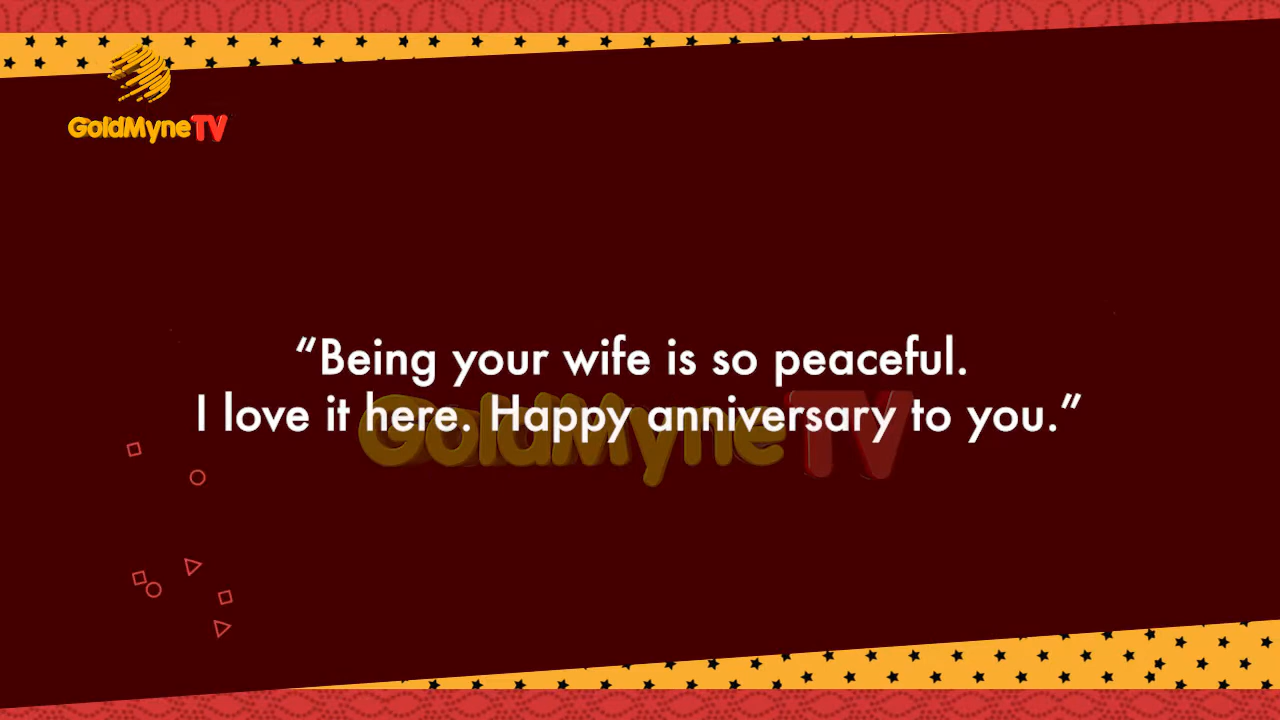 GoldMyneTV
“Being your wife is so peaceful.
I love it here. Happy anniversary to you.”
GoldMyneTV